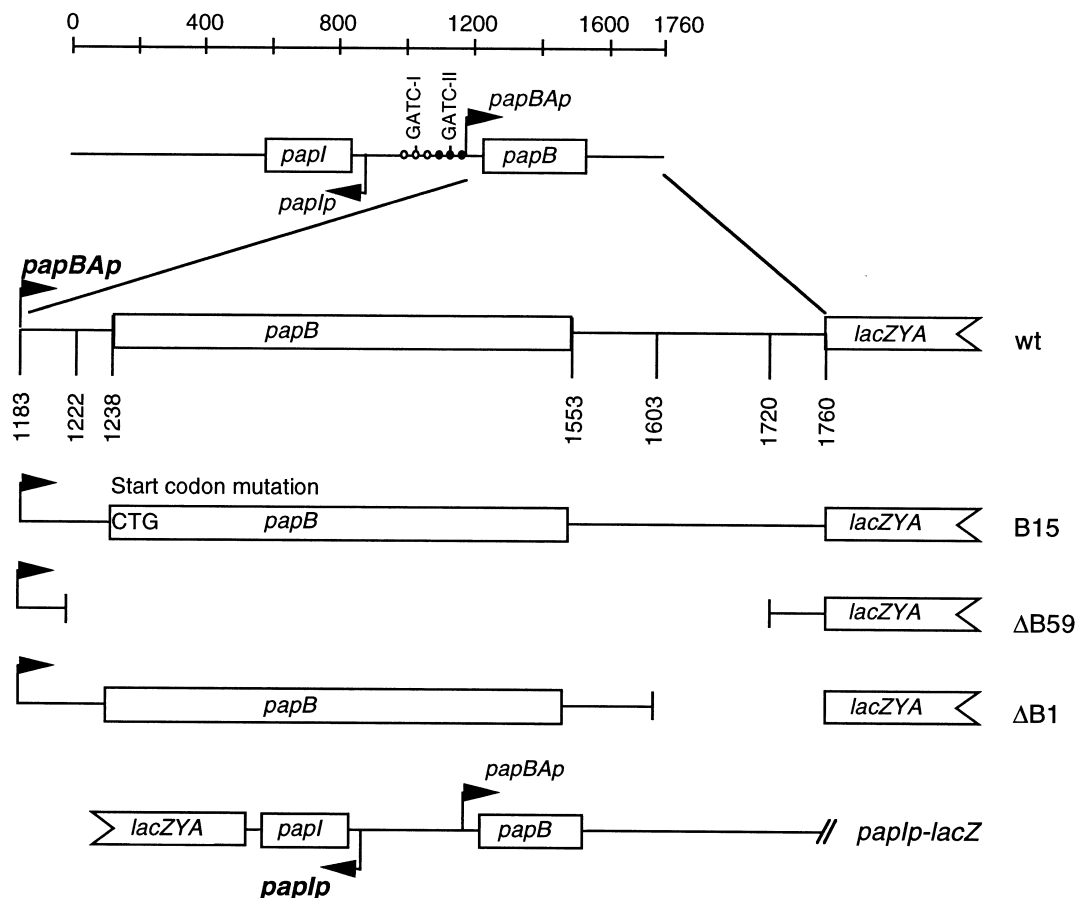 0 400 800 1200 1600 1760
GATC-I GATC-II papBAp
papI papB
papIp
papBAp
papB lacZYA wt
1183 1222 1238 1553 1603 1720 1760
Start codon mutation
CTG papB lacZYA B15
lacZYA ΔB59
papB lacZYA ΔB1
papBAp
lacZYA papI papB papIp-lacZ
papIp